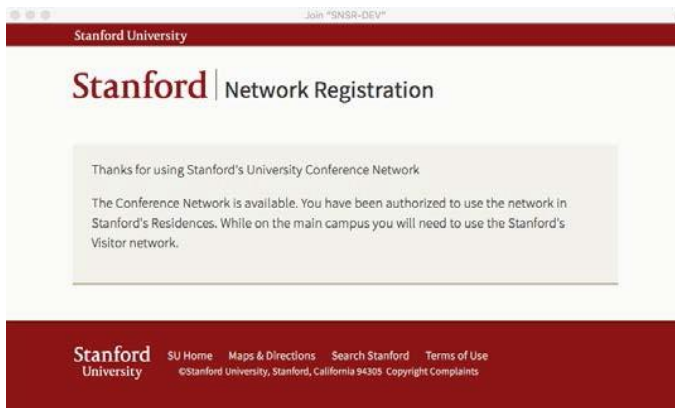 Join "SNSR-DEV"
Stanford University
Stanford Network Registration
Thanks for using Stanford's University Conference Network
The Conference Network is available. You have been authorized to use the network in
Stanford's Residences. While on the main campus you will need to use the Stanford's
Visitor network.
Stanford University
SU Home Maps & Directions Search Stanford Terms of Use
©Stanford University, Stanford, California 94305 Copyright Complaints